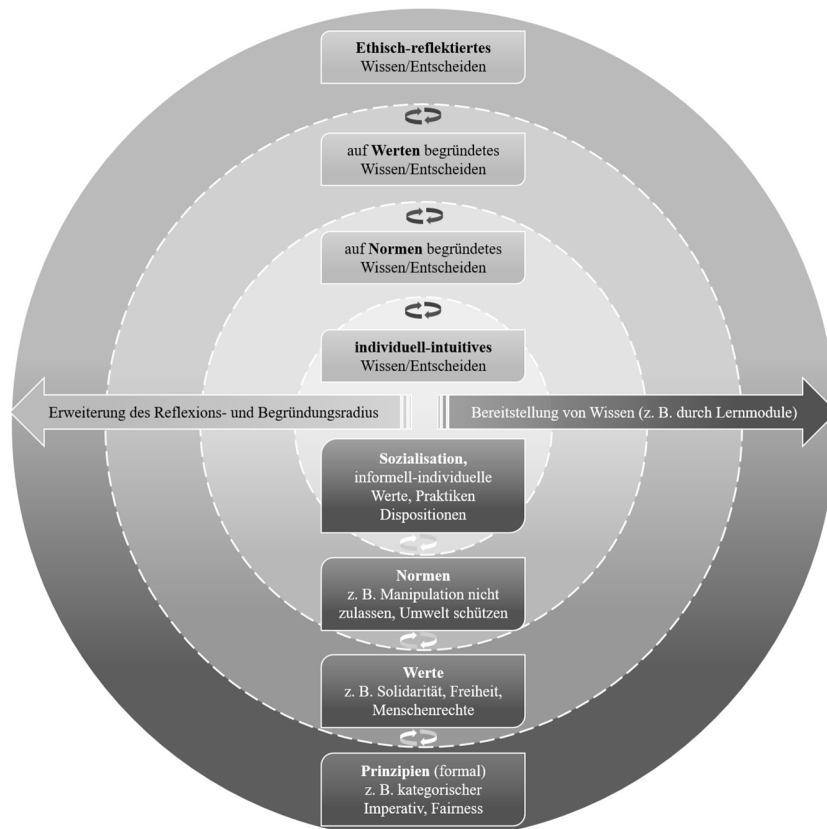 Ethisch-reflektiertes
Wissen/Entscheiden
auf Werten begründetes
Wissen/Entscheiden
auf Normen begründetes
Wissen/Entscheiden
individuell-intuitives
Wissen/Entscheiden
Erweiterung des Reflexions- und Begründungsradius
Bereitstellung von Wissen (z. B. durch Lernmodule)
Sozialisation,
informell-individuelle
Werte, Praktiken
Dispositionen
Normen
z. B. Manipulation nicht
zulassen, Umwelt schützen
Werte
z. B. Solidarität, Freiheit,
Menschenrechte
Prinzipien (formal)
z. B. kategorischer
Imperativ, Fairness